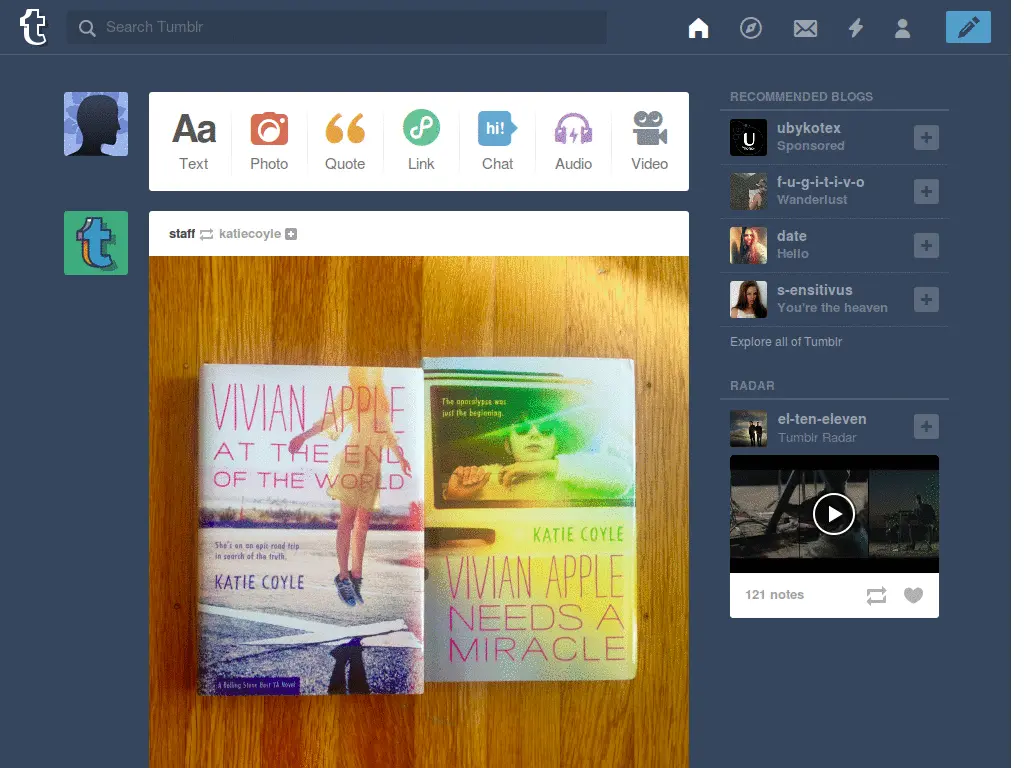 t
Search Tumblr
Aa
hi!
Text
Photo
Quote
Link
Chat
Audio
Video
t
staff katiecoyle
VIVIAN APPLE
AT THE END
OF THE WORLD
She's on an epic road trip
in search of the truth.
KATIE COYLE
A Rolling Stone Best YA Novel
The apocalypse was
just the beginning.
KATIE COYLE
VIVIAN APPLE
NEEDS A
MIRACLE
RECOMMENDED BLOGS
U
ubykotex
Sponsored
f-u-g-i-t-i-v-o
Wanderlust
date
Hello
s-ensitivus
You're the heaven
Explore all of Tumblr
RADAR
el-ten-eleven
Tumblr Radar
121 notes